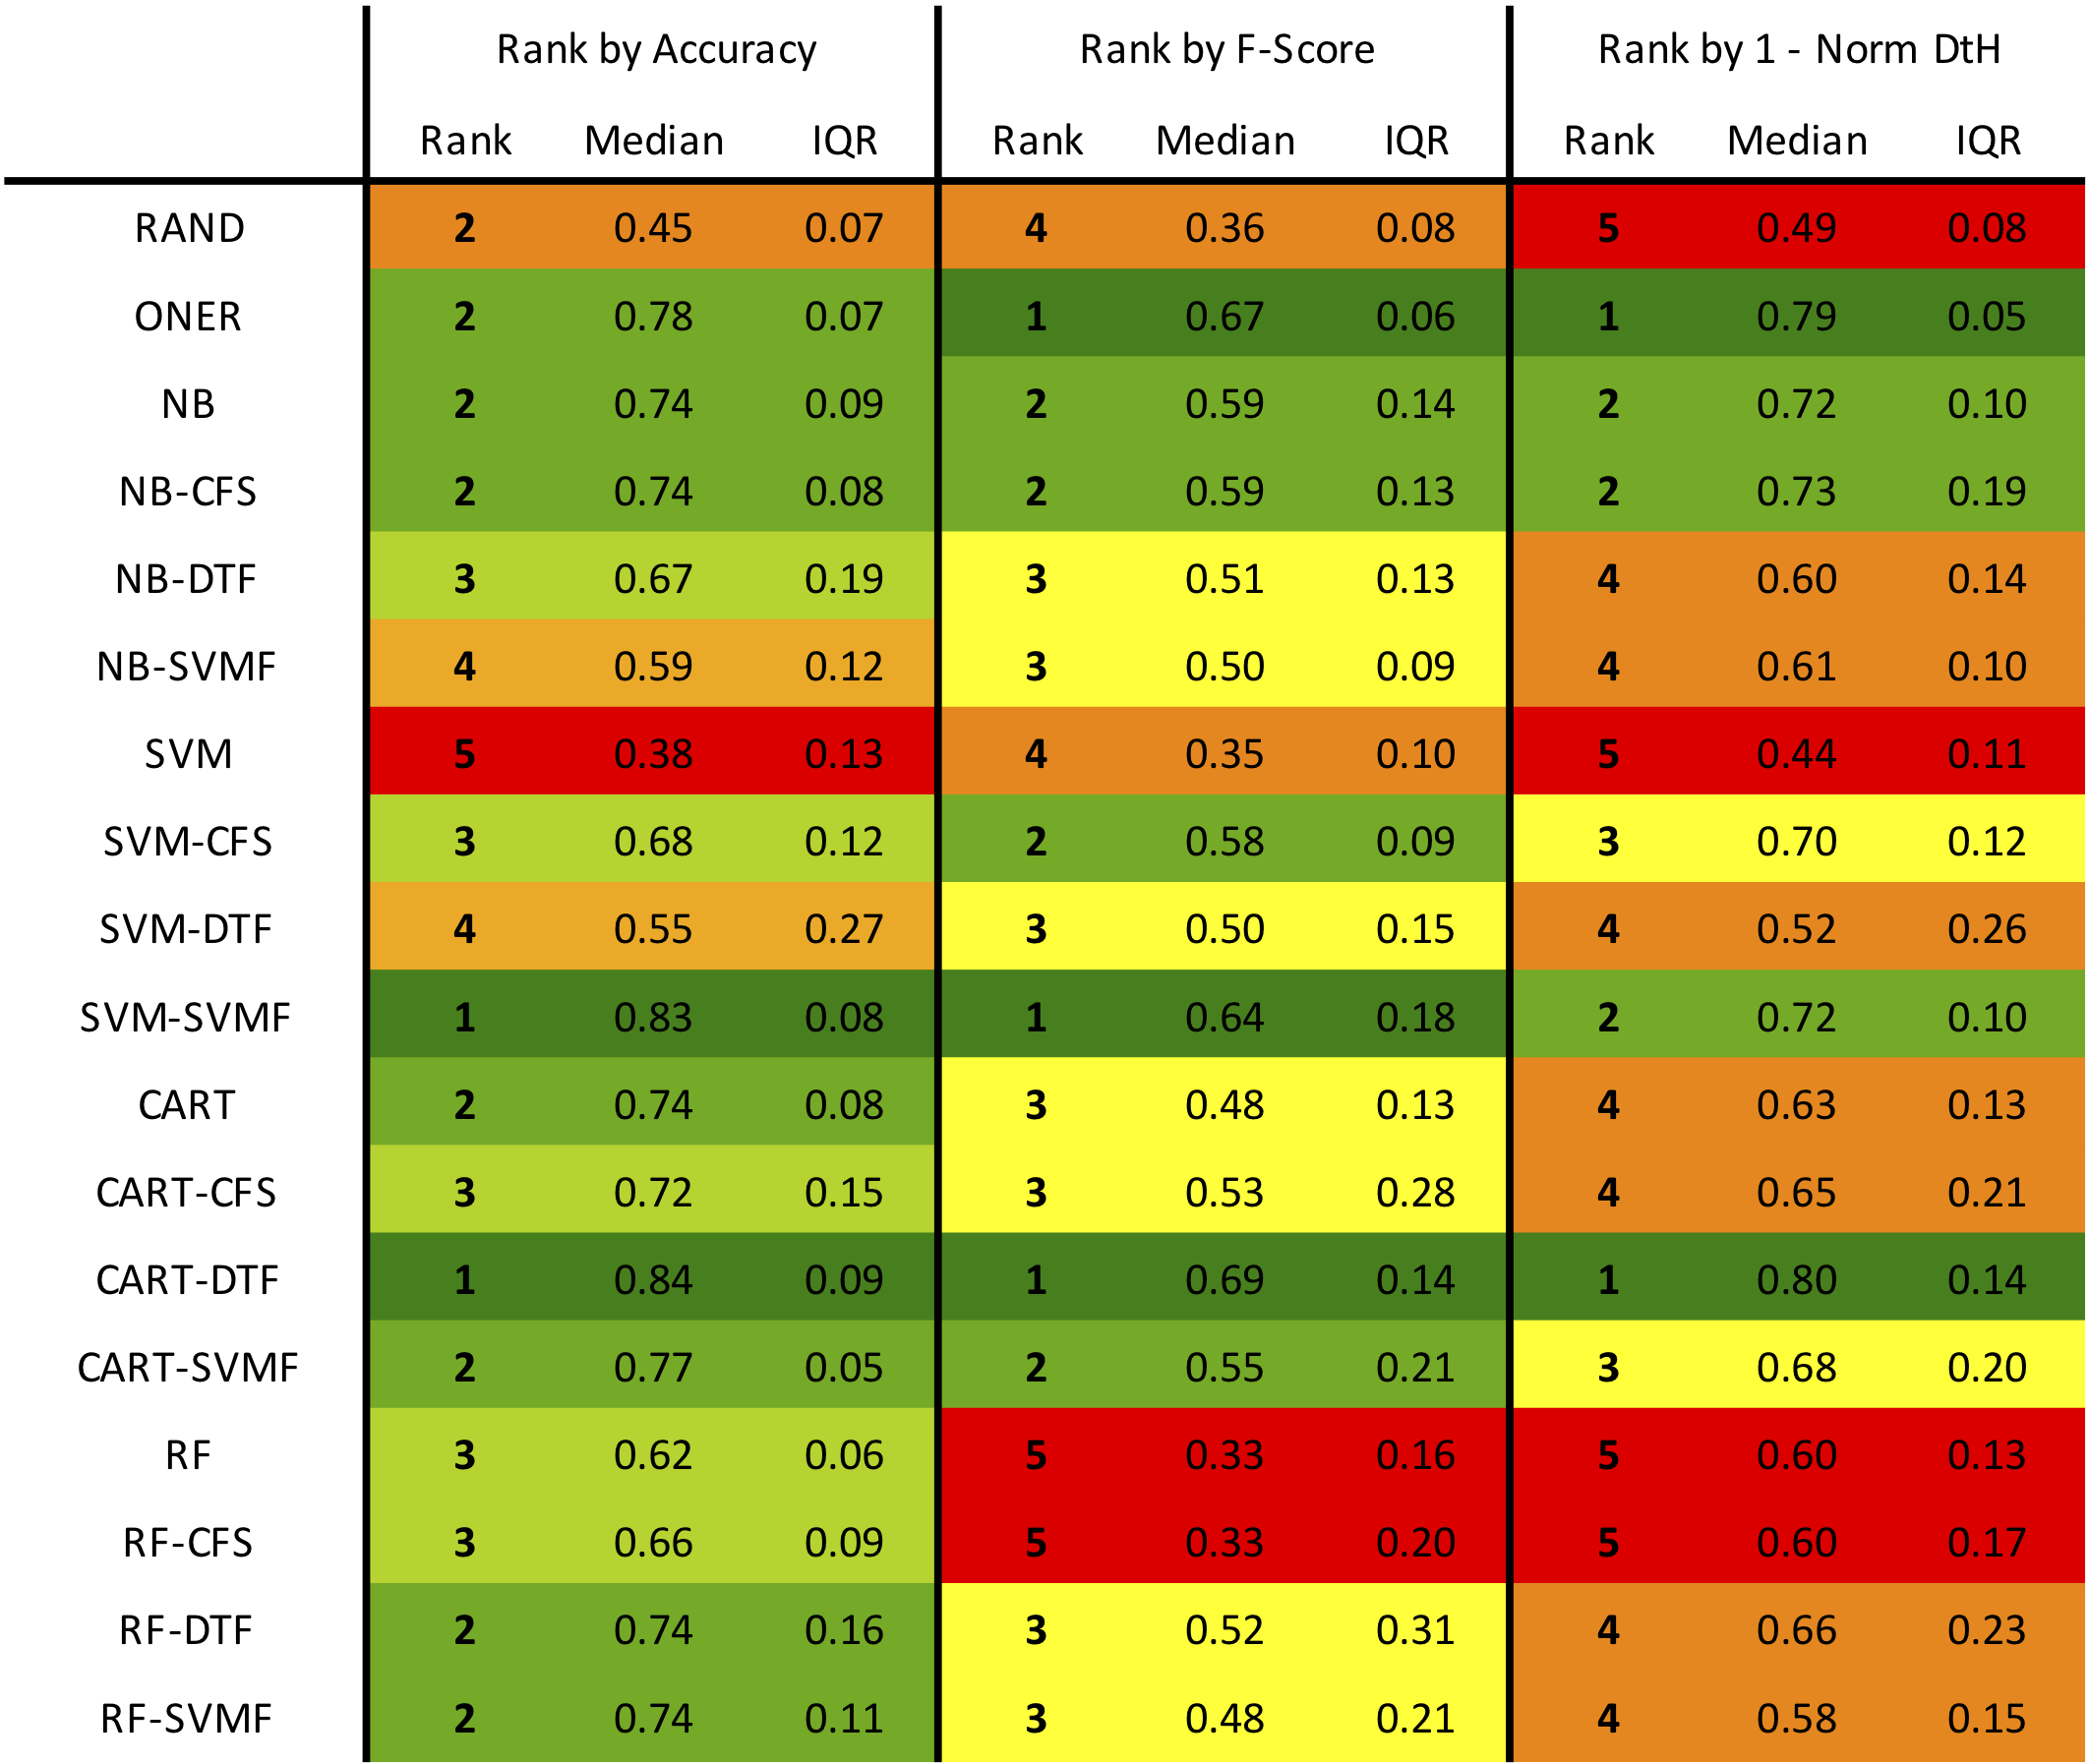 Rank by Accuracy Rank by F-Score Rank by 1 - Norm DtH
Rank Median IQR Rank Median IQR Rank Median IQR
RAND 2 0.45 0.07 4 0.36 0.08 5 0.49 0.08
ONER 2 0.78 0.07 1 0.67 0.06 1 0.79 0.05
NB 2 0.74 0.09 2 0.59 0.14 2 0.72 0.10
NB-CFS 2 0.74 0.08 2 0.59 0.13 2 0.73 0.19
NB-DTF 3 0.67 0.19 3 0.51 0.13 4 0.60 0.14
NB-SVMF 4 0.59 0.12 3 0.50 0.09 4 0.61 0.10
SVM 5 0.38 0.13 4 0.35 0.10 5 0.44 0.11
SVM-CFS 3 0.68 0.12 2 0.58 0.09 3 0.70 0.12
SVM-DTF 4 0.55 0.27 3 0.50 0.15 4 0.52 0.26
SVM-SVMF 1 0.83 0.08 1 0.64 0.18 2 0.72 0.10
CART 2 0.74 0.08 3 0.48 0.13 4 0.63 0.13
CART-CFS 3 0.72 0.15 3 0.53 0.28 4 0.65 0.21
CART-DTF 1 0.84 0.09 1 0.69 0.14 1 0.80 0.14
CART-SVMF 2 0.77 0.05 2 0.55 0.21 3 0.68 0.20
RF 3 0.62 0.06 5 0.33 0.16 5 0.60 0.13
RF-CFS 3 0.66 0.09 5 0.33 0.20 5 0.60 0.17
RF-DTF 2 0.74 0.16 3 0.52 0.31 4 0.66 0.23
RF-SVMF 2 0.74 0.11 3 0.48 0.21 4 0.58 0.15